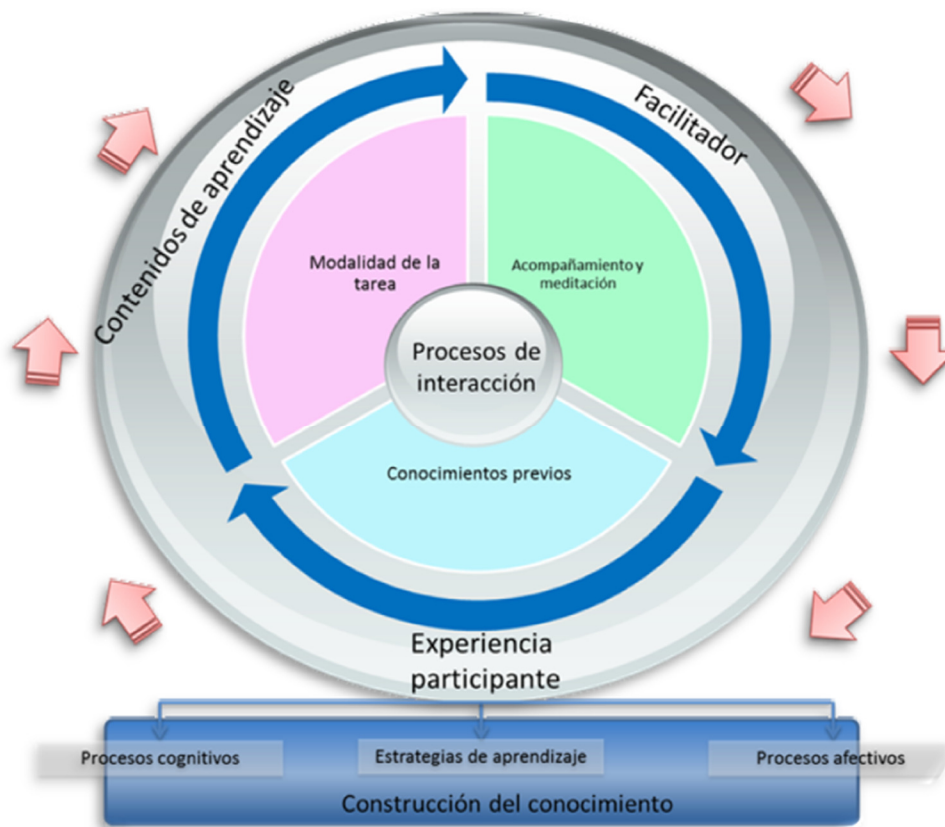 Contenidos de aprendizaje
Facilitador
Modalidad de la
tarea
Acompañamiento y
meditación
Procesos de
interacción
Conocimientos previos
Experiencia
participante
Procesos cognitivos
Estrategias de aprendizaje
Procesos afectivos
Construcción del conocimiento